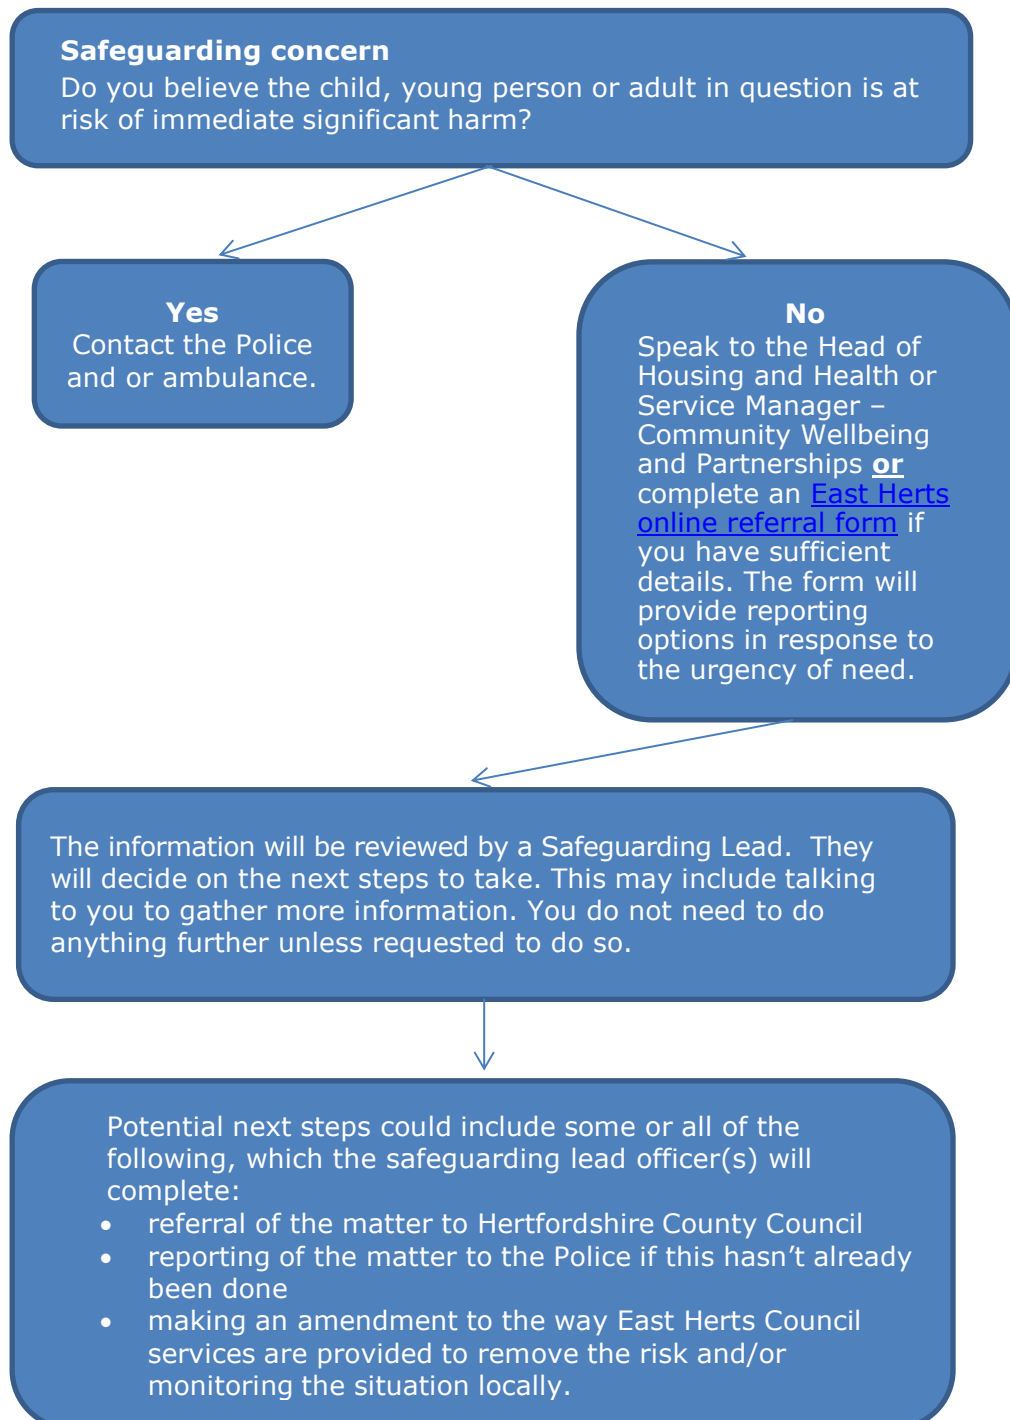 Safeguarding concern
Do you believe the child, young person or adult in question is at
risk of immediate significant harm?
Yes
Contact the Police
and or ambulance.
No
Speak to the Head of
Housing and Health or
Service Manager –
Community Wellbeing
and Partnerships or
complete an East Herts
online referral form if
you have sufficient
details. The form will
provide reporting
options in response to
the urgency of need.
The information will be reviewed by a Safeguarding Lead.  They
will decide on the next steps to take. This may include talking
to you to gather more information. You do not need to do
anything further unless requested to do so.
Potential next steps could include some or all of the
following, which the safeguarding lead officer(s) will
complete:
• referral of the matter to Hertfordshire County Council
• reporting of the matter to the Police if this hasn’t already
been done
• making an amendment to the way East Herts Council
services are provided to remove the risk and/or
monitoring the situation locally.